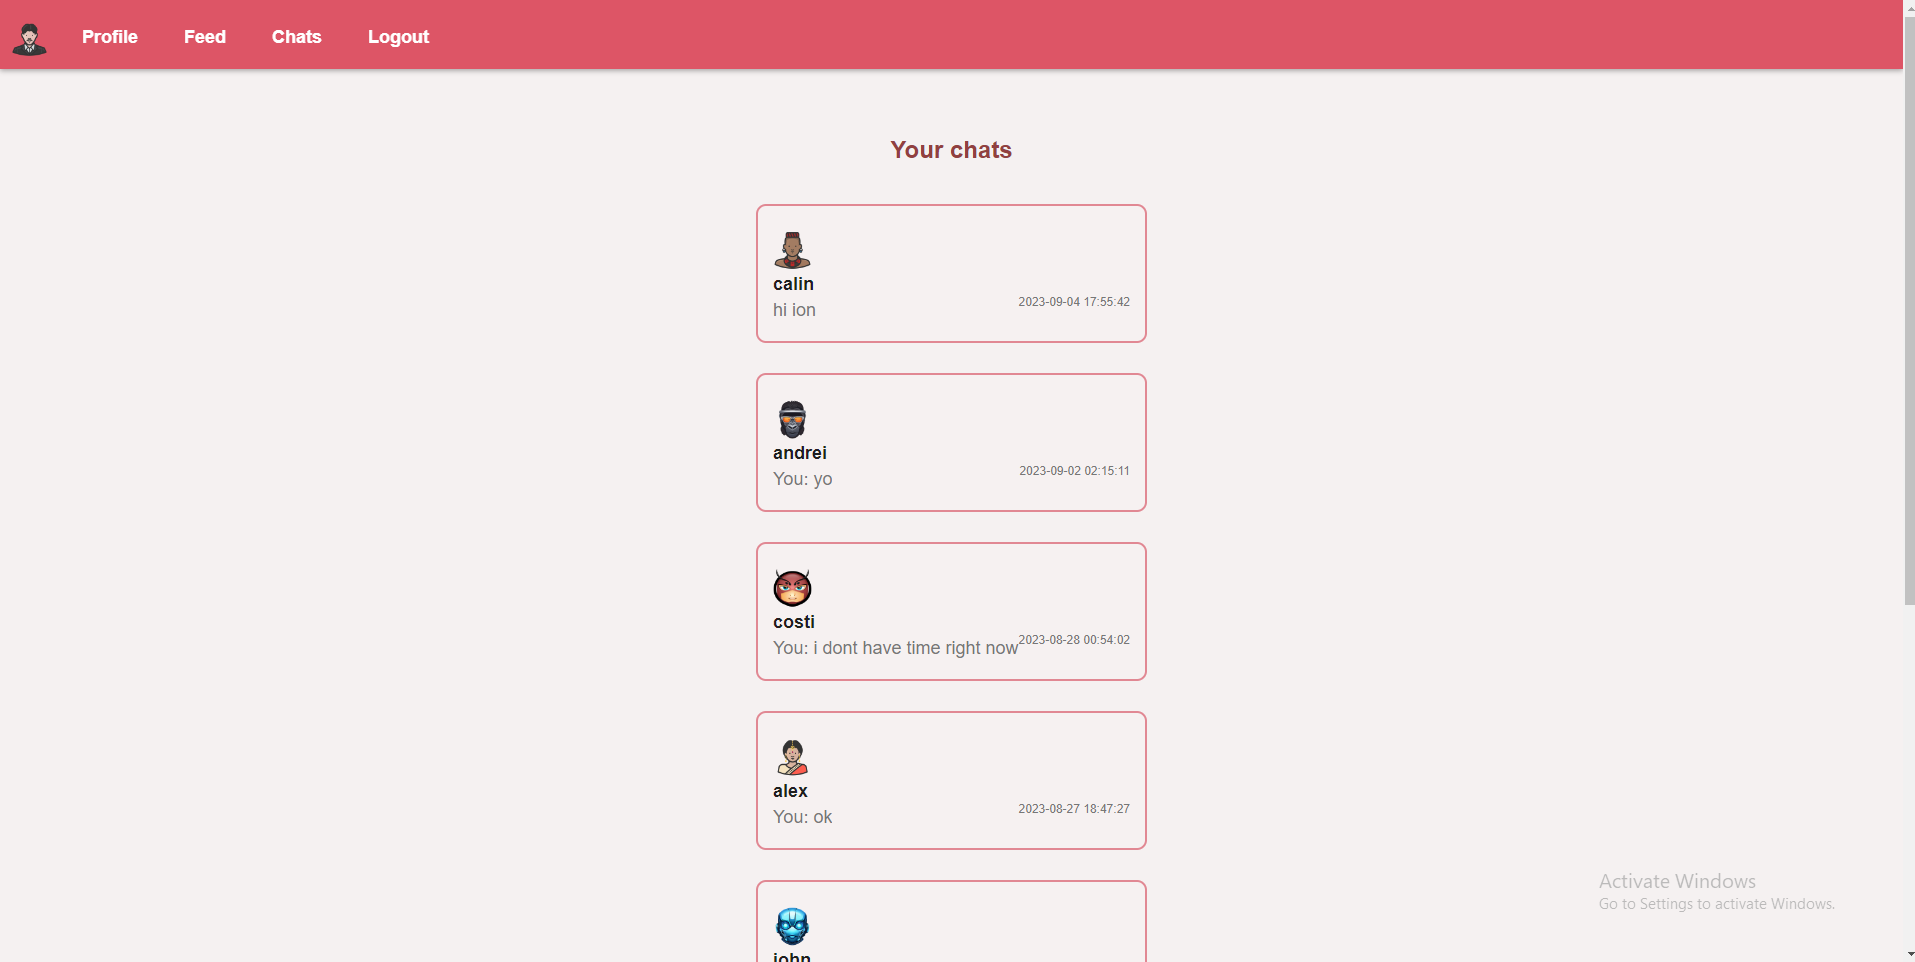 Profile Feed Chats Logout
Your chats
calin
hi ion 2023-09-04 17:55:42
andrei
You: yo 2023-09-02 02:15:11
costi
You: i dont have time right now 2023-08-28 00:54:02
alex
You: ok 2023-08-27 18:47:27
john
Activate Windows
Go to Settings to activate Windows.